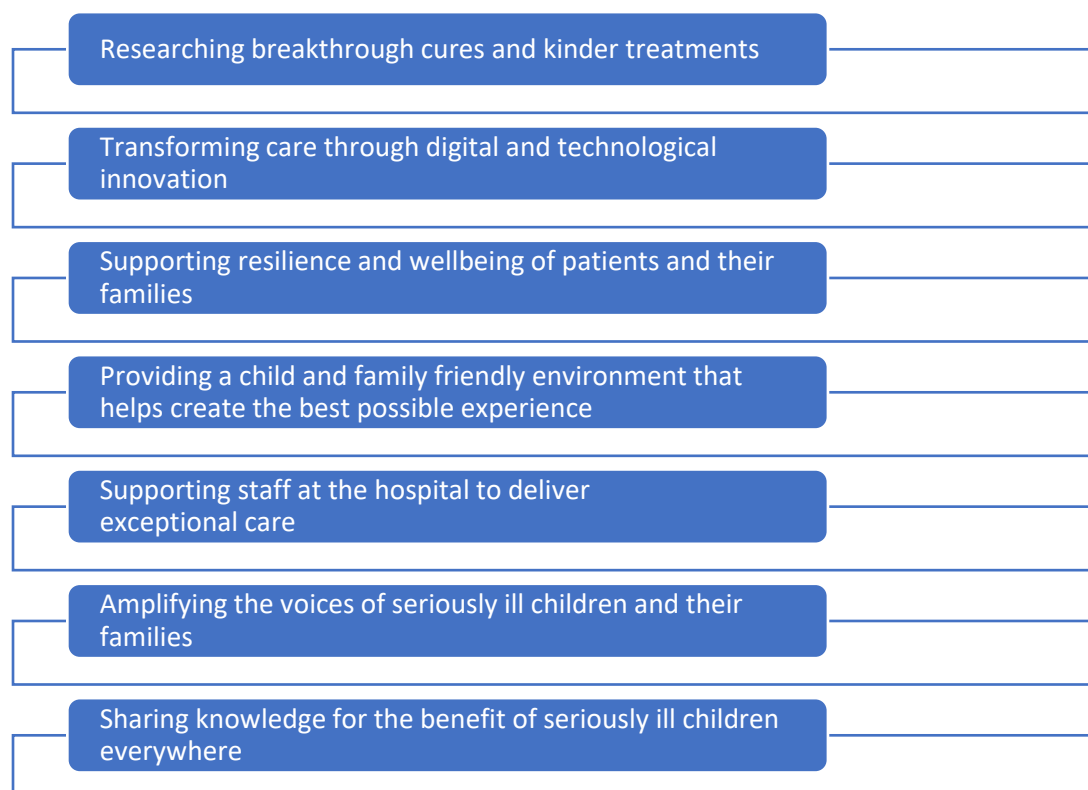 Researching breakthrough cures and kinder treatments
Transforming care through digital and technological
innovation
Supporting resilience and wellbeing of patients and their
families
Providing a child and family friendly environment that
helps create the best possible experience
Supporting staff at the hospital to deliver
exceptional care
Amplifying the voices of seriously ill children and their
families
Sharing knowledge for the benefit of seriously ill children
everywhere